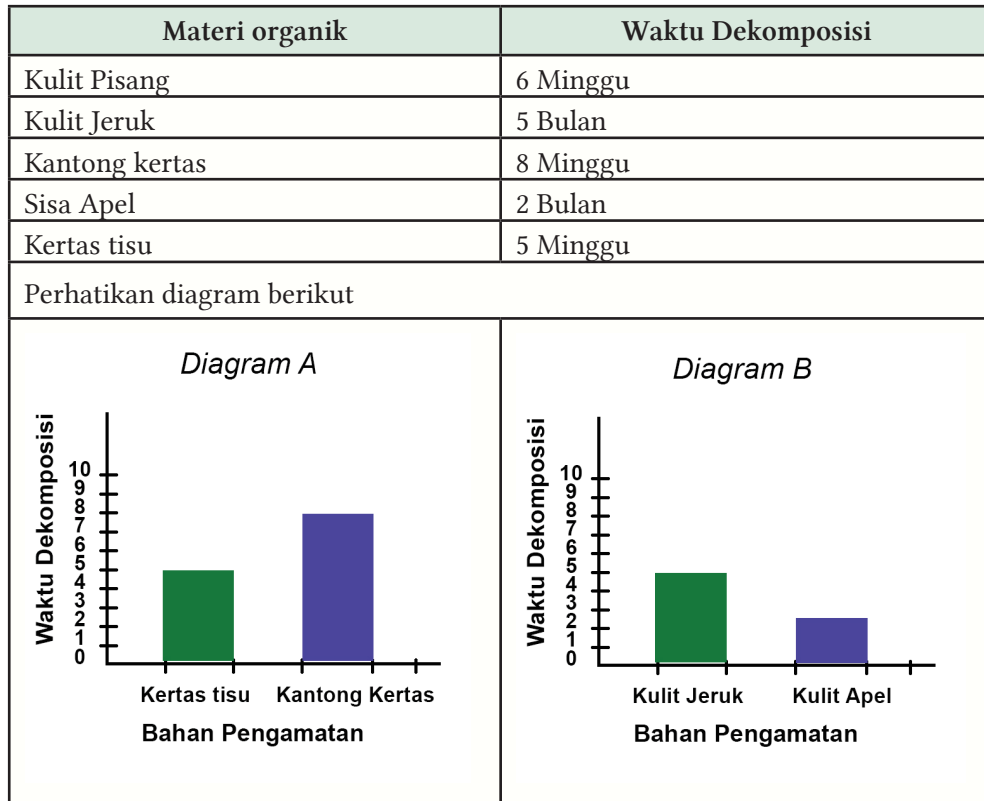 Materi organik Waktu Dekomposisi
Kulit Pisang 6 Minggu
Kulit Jeruk 5 Bulan
Kantong kertas 8 Minggu
Sisa Apel 2 Bulan
Kertas tisu 5 Minggu
Perhatikan diagram berikut
Diagram A
Waktu Dekomposisi
10
9
8
7
6
5
4
3
2
1
0
Kertas tisu Kantong Kertas
Bahan Pengamatan
Diagram B
Waktu Dekomposisi
10
9
8
7
6
5
4
3
2
1
0
Kulit Jeruk Kulit Apel
Bahan Pengamatan